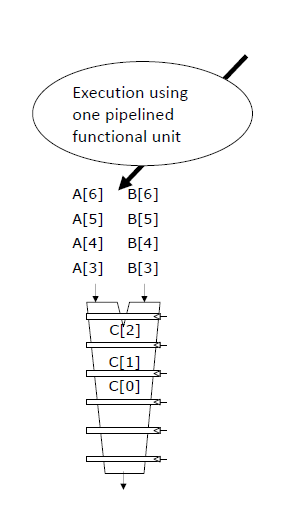 Execution using
one pipelined
functional unit
A[6] B[6]
A[5] B[5]
A[4] B[4]
A[3] B[3]
C[2]
C[1]
C[0]